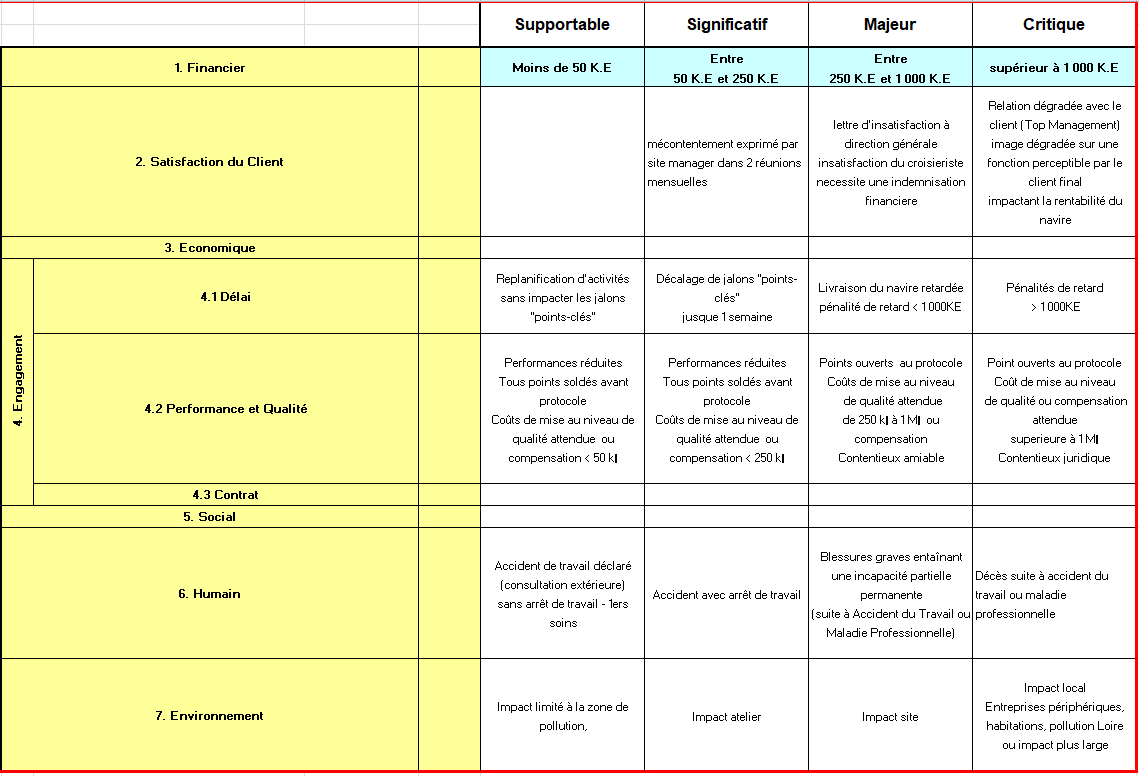 Supportable
Significatif
Majeur
Critique
1. Financier
Moins de 50 K.E
Entre
50 K.E et 250 K.E
Entre
250 K.E et 1 000 K.E
supérieur à 1 000 K.E
2. Satisfaction du Client
mécontentement exprimé par
site manager dans 2 réunions
mensuelles
lettre d'insatisfaction à
direction générale
insatisfaction du croisieriste
necessite une indemnisation
financiere
Relation dégradée avec le
client (Top Management)
image dégradée sur une
fonction perceptible par le
client final
impactant la rentabilité du
navire
3. Economique
4. Engagement
4.1 Délai
Replanification d'activités
sans impacter les jalons
"points-clés"
Décalage de jalons "points-
clés"
jusque 1 semaine
Livraison du navire retardée
pénalité de retard < 1000KE
Pénalités de retard
> 1000KE
4.2 Performance et Qualité
Performances réduites
Tous points soldés avant
protocole
Coûts de mise au niveau de
qualité attendue ou
compensation < 50 k
Performances réduites
Tous points soldés avant
protocole
Coûts de mise au niveau de
qualité attendue ou
compensation < 250 k
Points ouverts au protocole
Coûts de mise au niveau
de qualité attendue
de 250 k à 1M ou
compensation
Contentieux amiable
Point ouverts au protocole
Coût de mise au niveau
de qualité ou compensation
attendue
superieure à 1M
Contentieux juridique
4.3 Contrat
5. Social
6. Humain
Accident de travail déclaré
(consultation extérieure)
sans arrêt de travail - 1ers
soins
Accident avec arrêt de travail
Blessures graves entaînant
une incapacité partielle
permanente
(suite à Accident du Travail ou
Maladie Professionnelle)
Décès suite à accident du
travail ou maladie
professionnelle
7. Environnement
Impact limité à la zone de
pollution,
Impact atelier
Impact site
Impact local
Entreprises périphériques,
habitations, pollution Loire
ou impact plus large